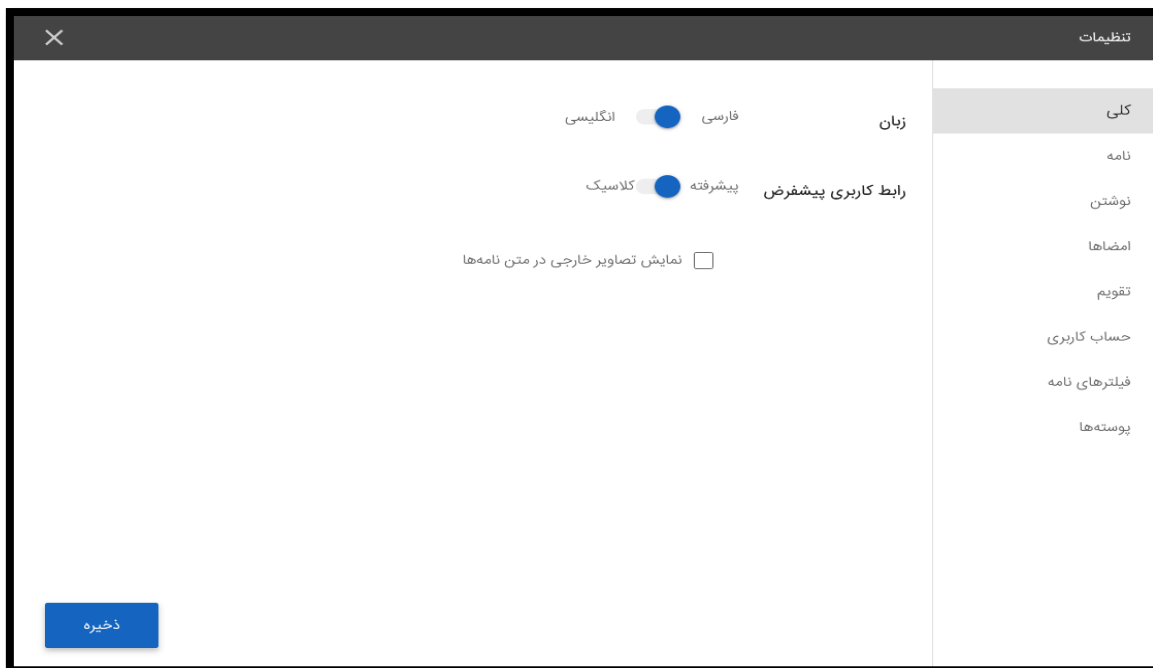 تنظیمات
کلی
نامه
نوشتن
امضاها
تقویم
حساب کاربری
فیلترهای نامه
پوسته‌ها
زبان فارسی انگلیسی
رابط کاربری پیشفرض پیشرفته کلاسیک
نمایش تصاویر خارجی در متن نامه‌ها
ذخیره